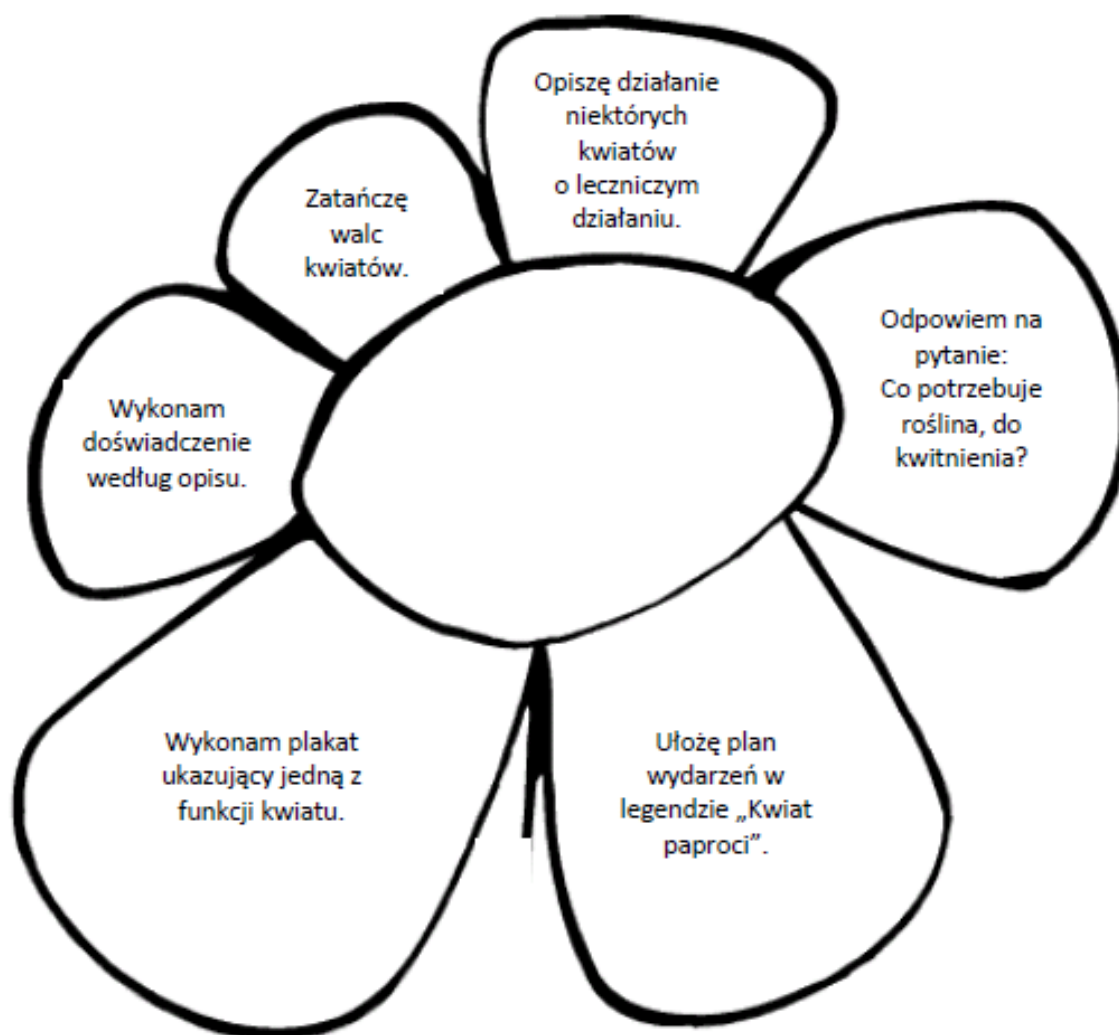 Opiszę działanie
niektórych
kwiatów
o leczniczym
działaniu.
Zatańczę
walc
kwiatów.
Odpowiem na
pytanie:
Co potrzebuje
roślina, do
kwitnienia?
Wykonam
doświadczenie
według opisu.
Wykonam plakat
ukazujący jedną z
funkcji kwiatu.
Ułożę plan
wydarzeń w
legendzie „Kwiat
paproci”.